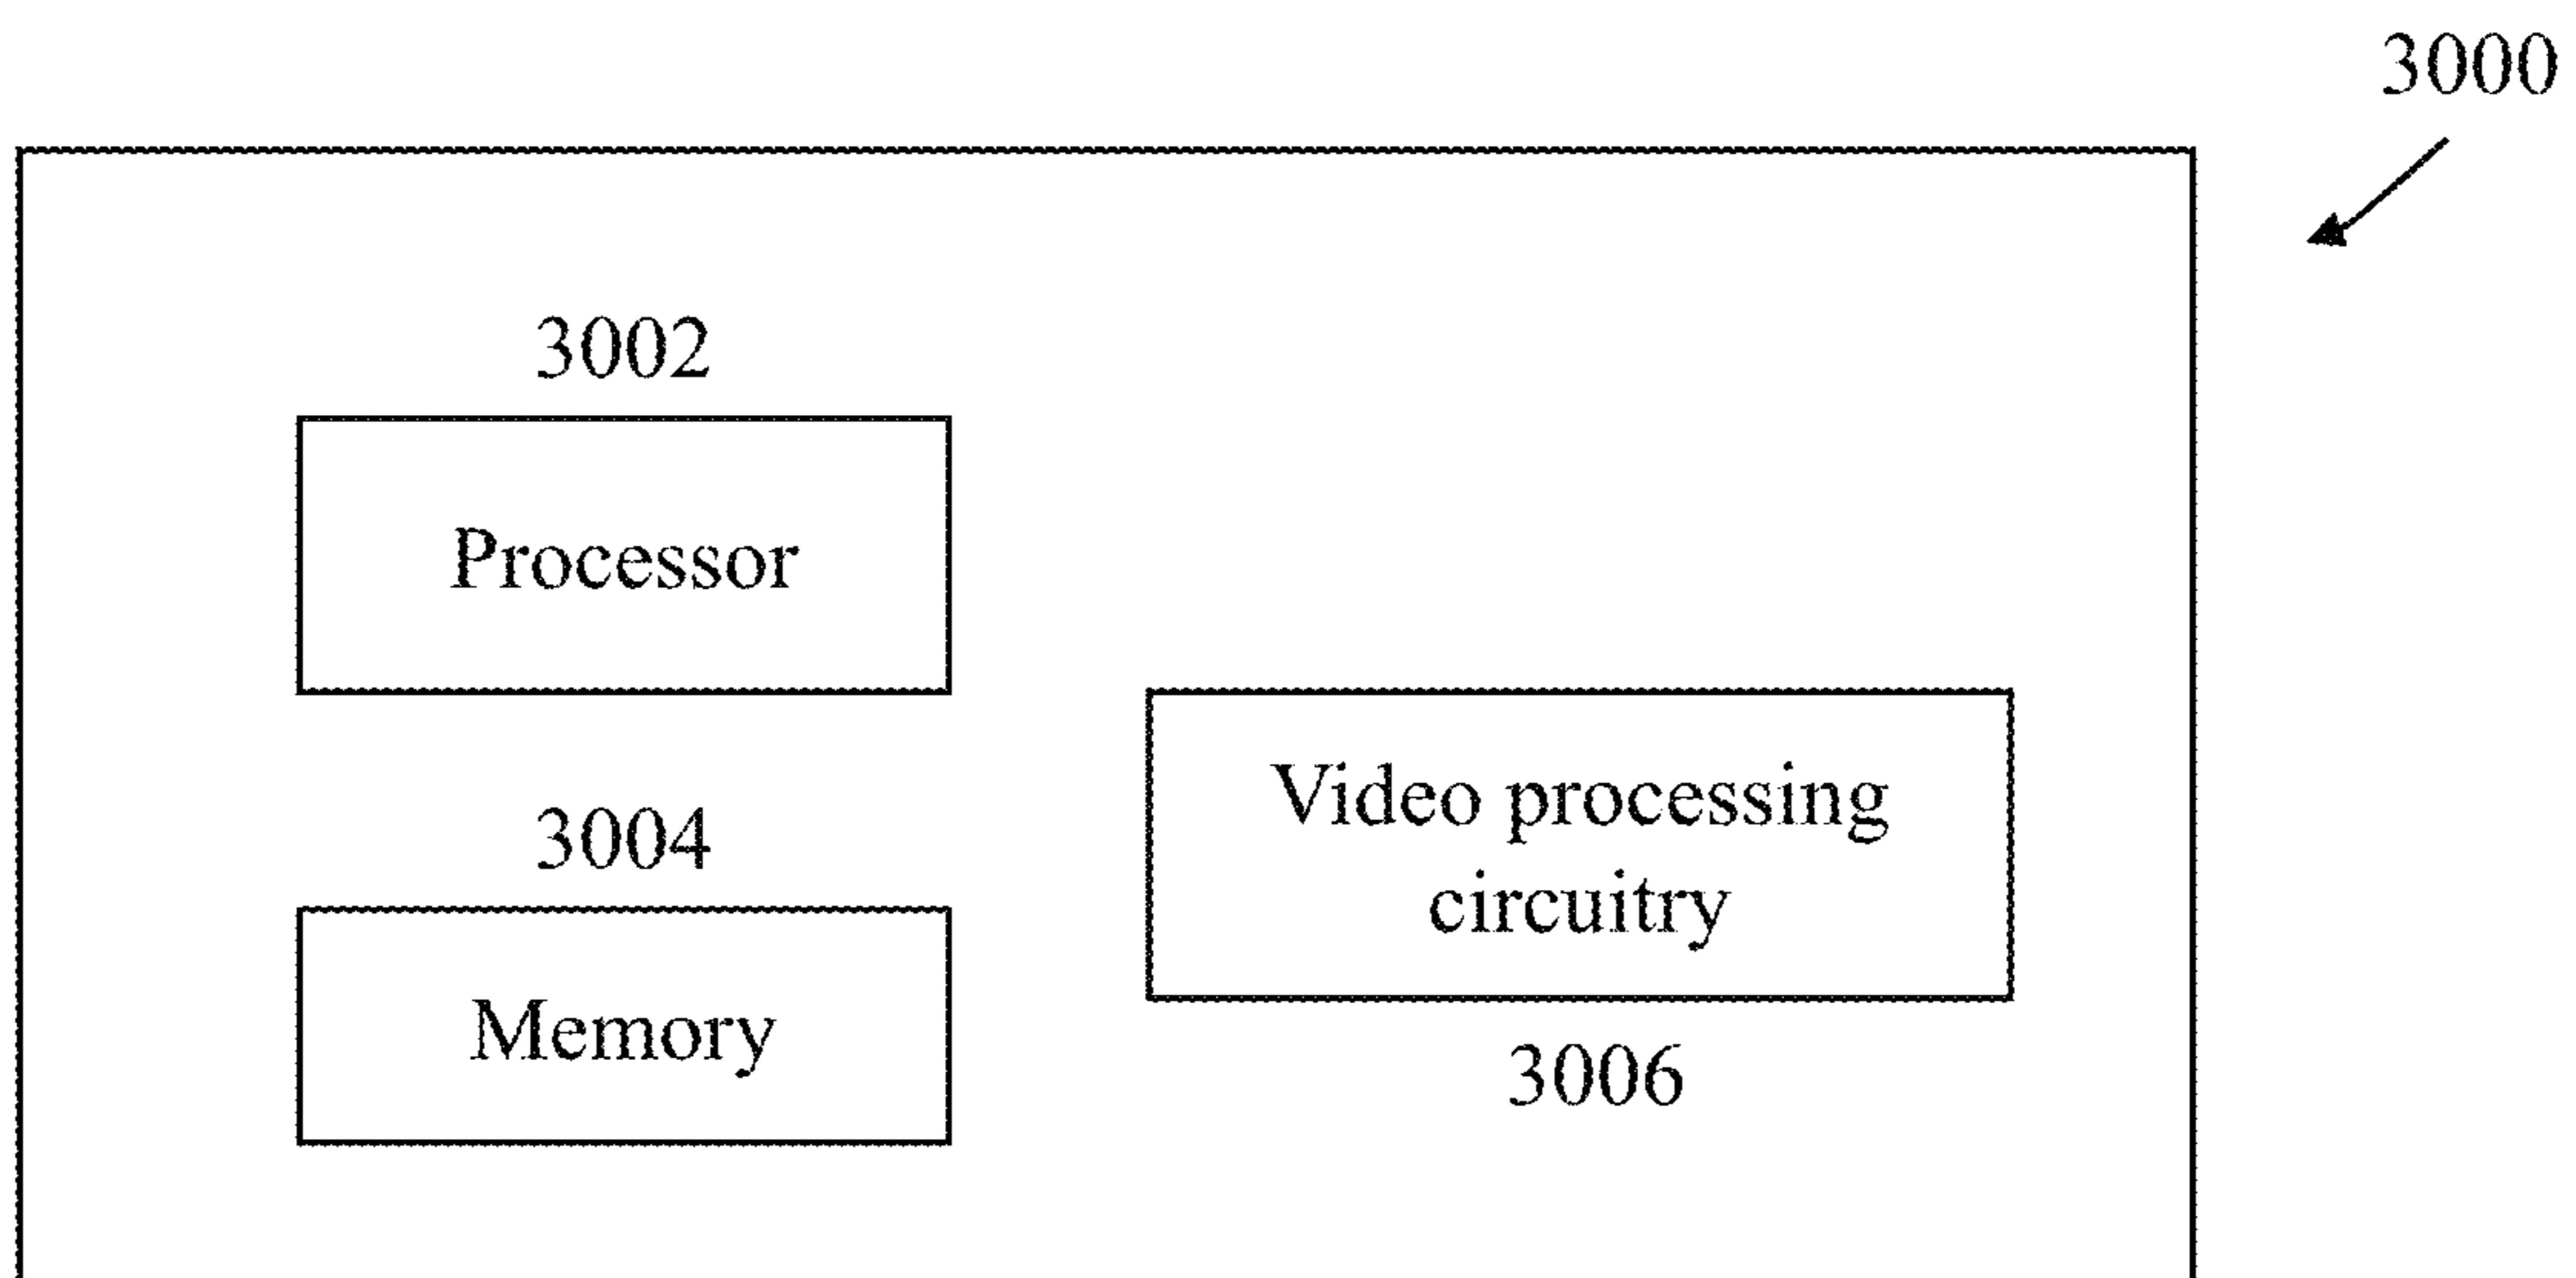 3000
3002
Processor
3004
Memory
Video processing
circuitry
3006